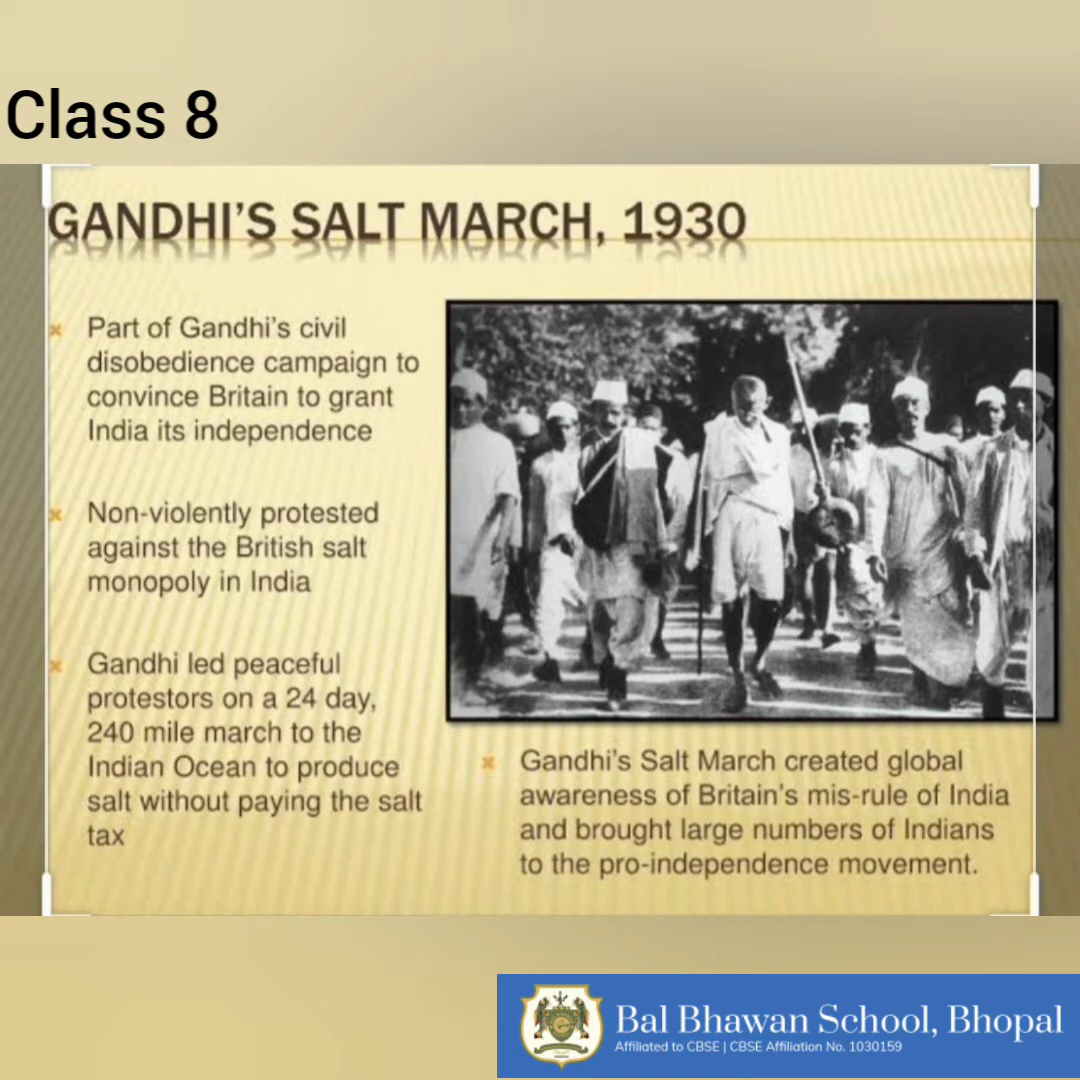 Class 8
GANDHI'S SALT MARCH, 1930
Part of Gandhi's civil
disobedience campaign to
convince Britain to grant
India its independence
Non-violently protested
against the British salt
monopoly in India
Gandhi led peaceful
protestors on a 24 day,
240 mile march to the
Indian Ocean to produce
salt without paying the salt
tax
Gandhi's Salt March created global
awareness of Britain's mis-rule of India
and brought large numbers of Indians
to the pro-independence movement.
Bal Bhawan School, Bhopal
Affiliated to CBSE | CBSE Affiliation No. 1030159